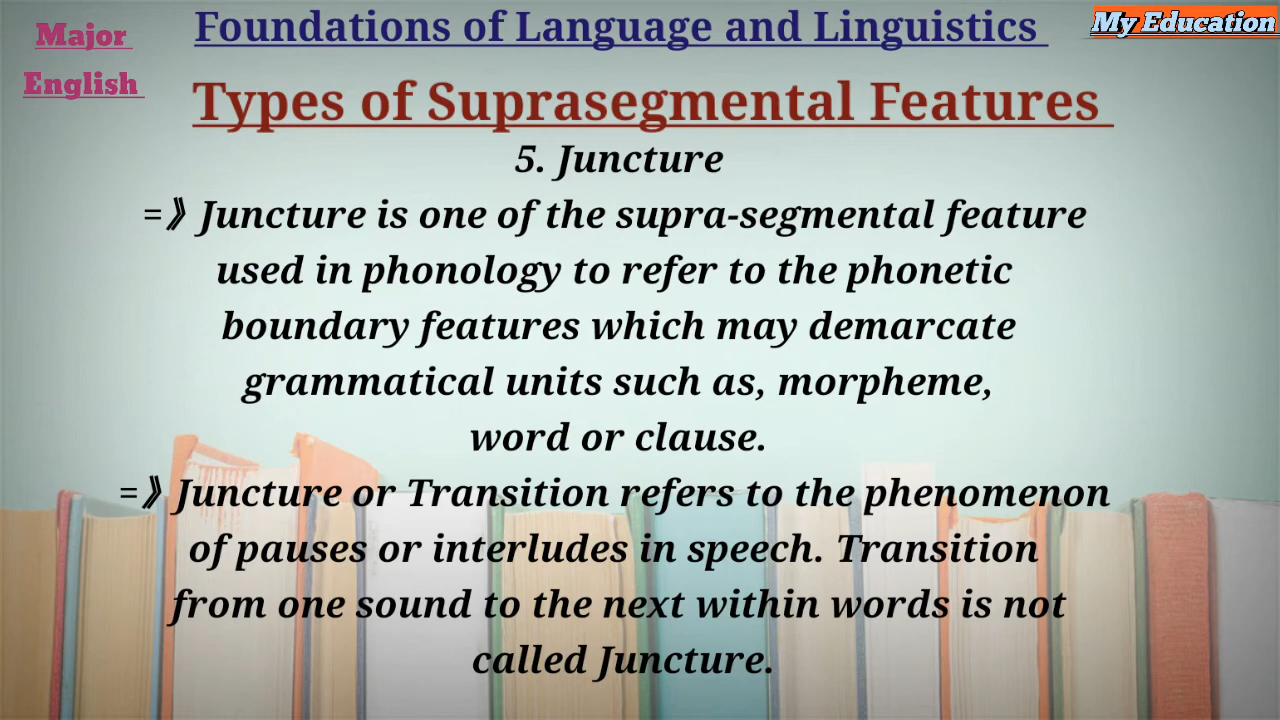 Major
English
Foundations of Language and Linguistics
My Education
Types of Suprasegmental Features
5. Juncture
=》Juncture is one of the supra-segmental feature
used in phonology to refer to the phonetic
boundary features which may demarcate
grammatical units such as, morpheme,
word or clause.
=》Juncture or Transition refers to the phenomenon
of pauses or interludes in speech. Transition
from one sound to the next within words is not
called Juncture.